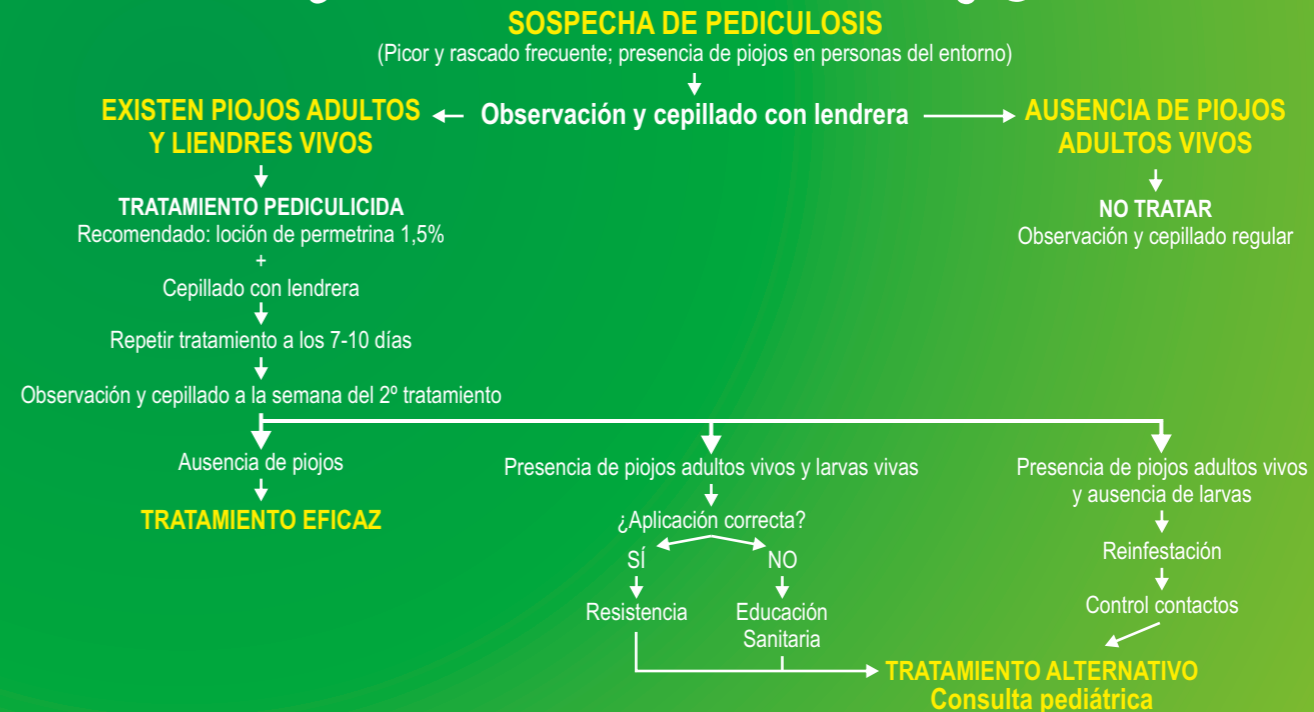 SOSPECHA DE PEDICULOSIS
(Picor y rascado frecuente; presencia de piojos en personas del entorno)
EXISTEN PIOJOS ADULTOS
Y LIENDRES VIVOS
Observación y cepillado con lendrera
AUSENCIA DE PIOJOS
ADULTOS VIVOS
TRATAMIENTO PEDICULICIDA
Recomendado: loción de permetrina 1,5%
+
Cepillado con lendrera
Repetir tratamiento a los 7-10 días
Observación y cepillado a la semana del 2º tratamiento
NO TRATAR
Observación y cepillado regular
Ausencia de piojos
TRATAMIENTO EFICAZ
Presencia de piojos adultos vivos y larvas vivas
¿Aplicación correcta?
SÍ
NO
Resistencia
Educación
Sanitaria
Presencia de piojos adultos vivos
y ausencia de larvas
Reinfestación
Control contactos
TRATAMIENTO ALTERNATIVO
Consulta pediátrica